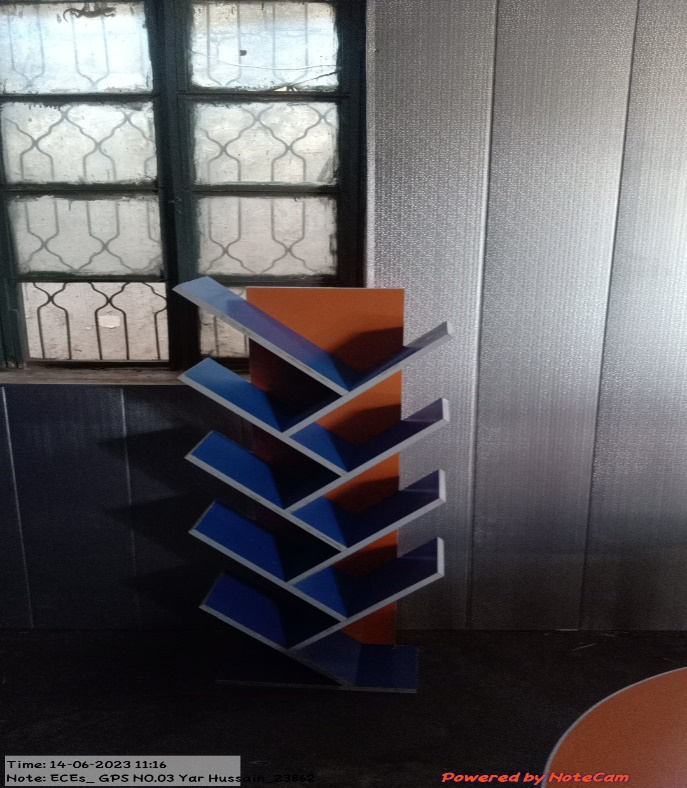 Time: 14-06-2023 11:16
Note: ECEs_ GPS NO.03 Yar Hussain_23862
Powered by NoteCam